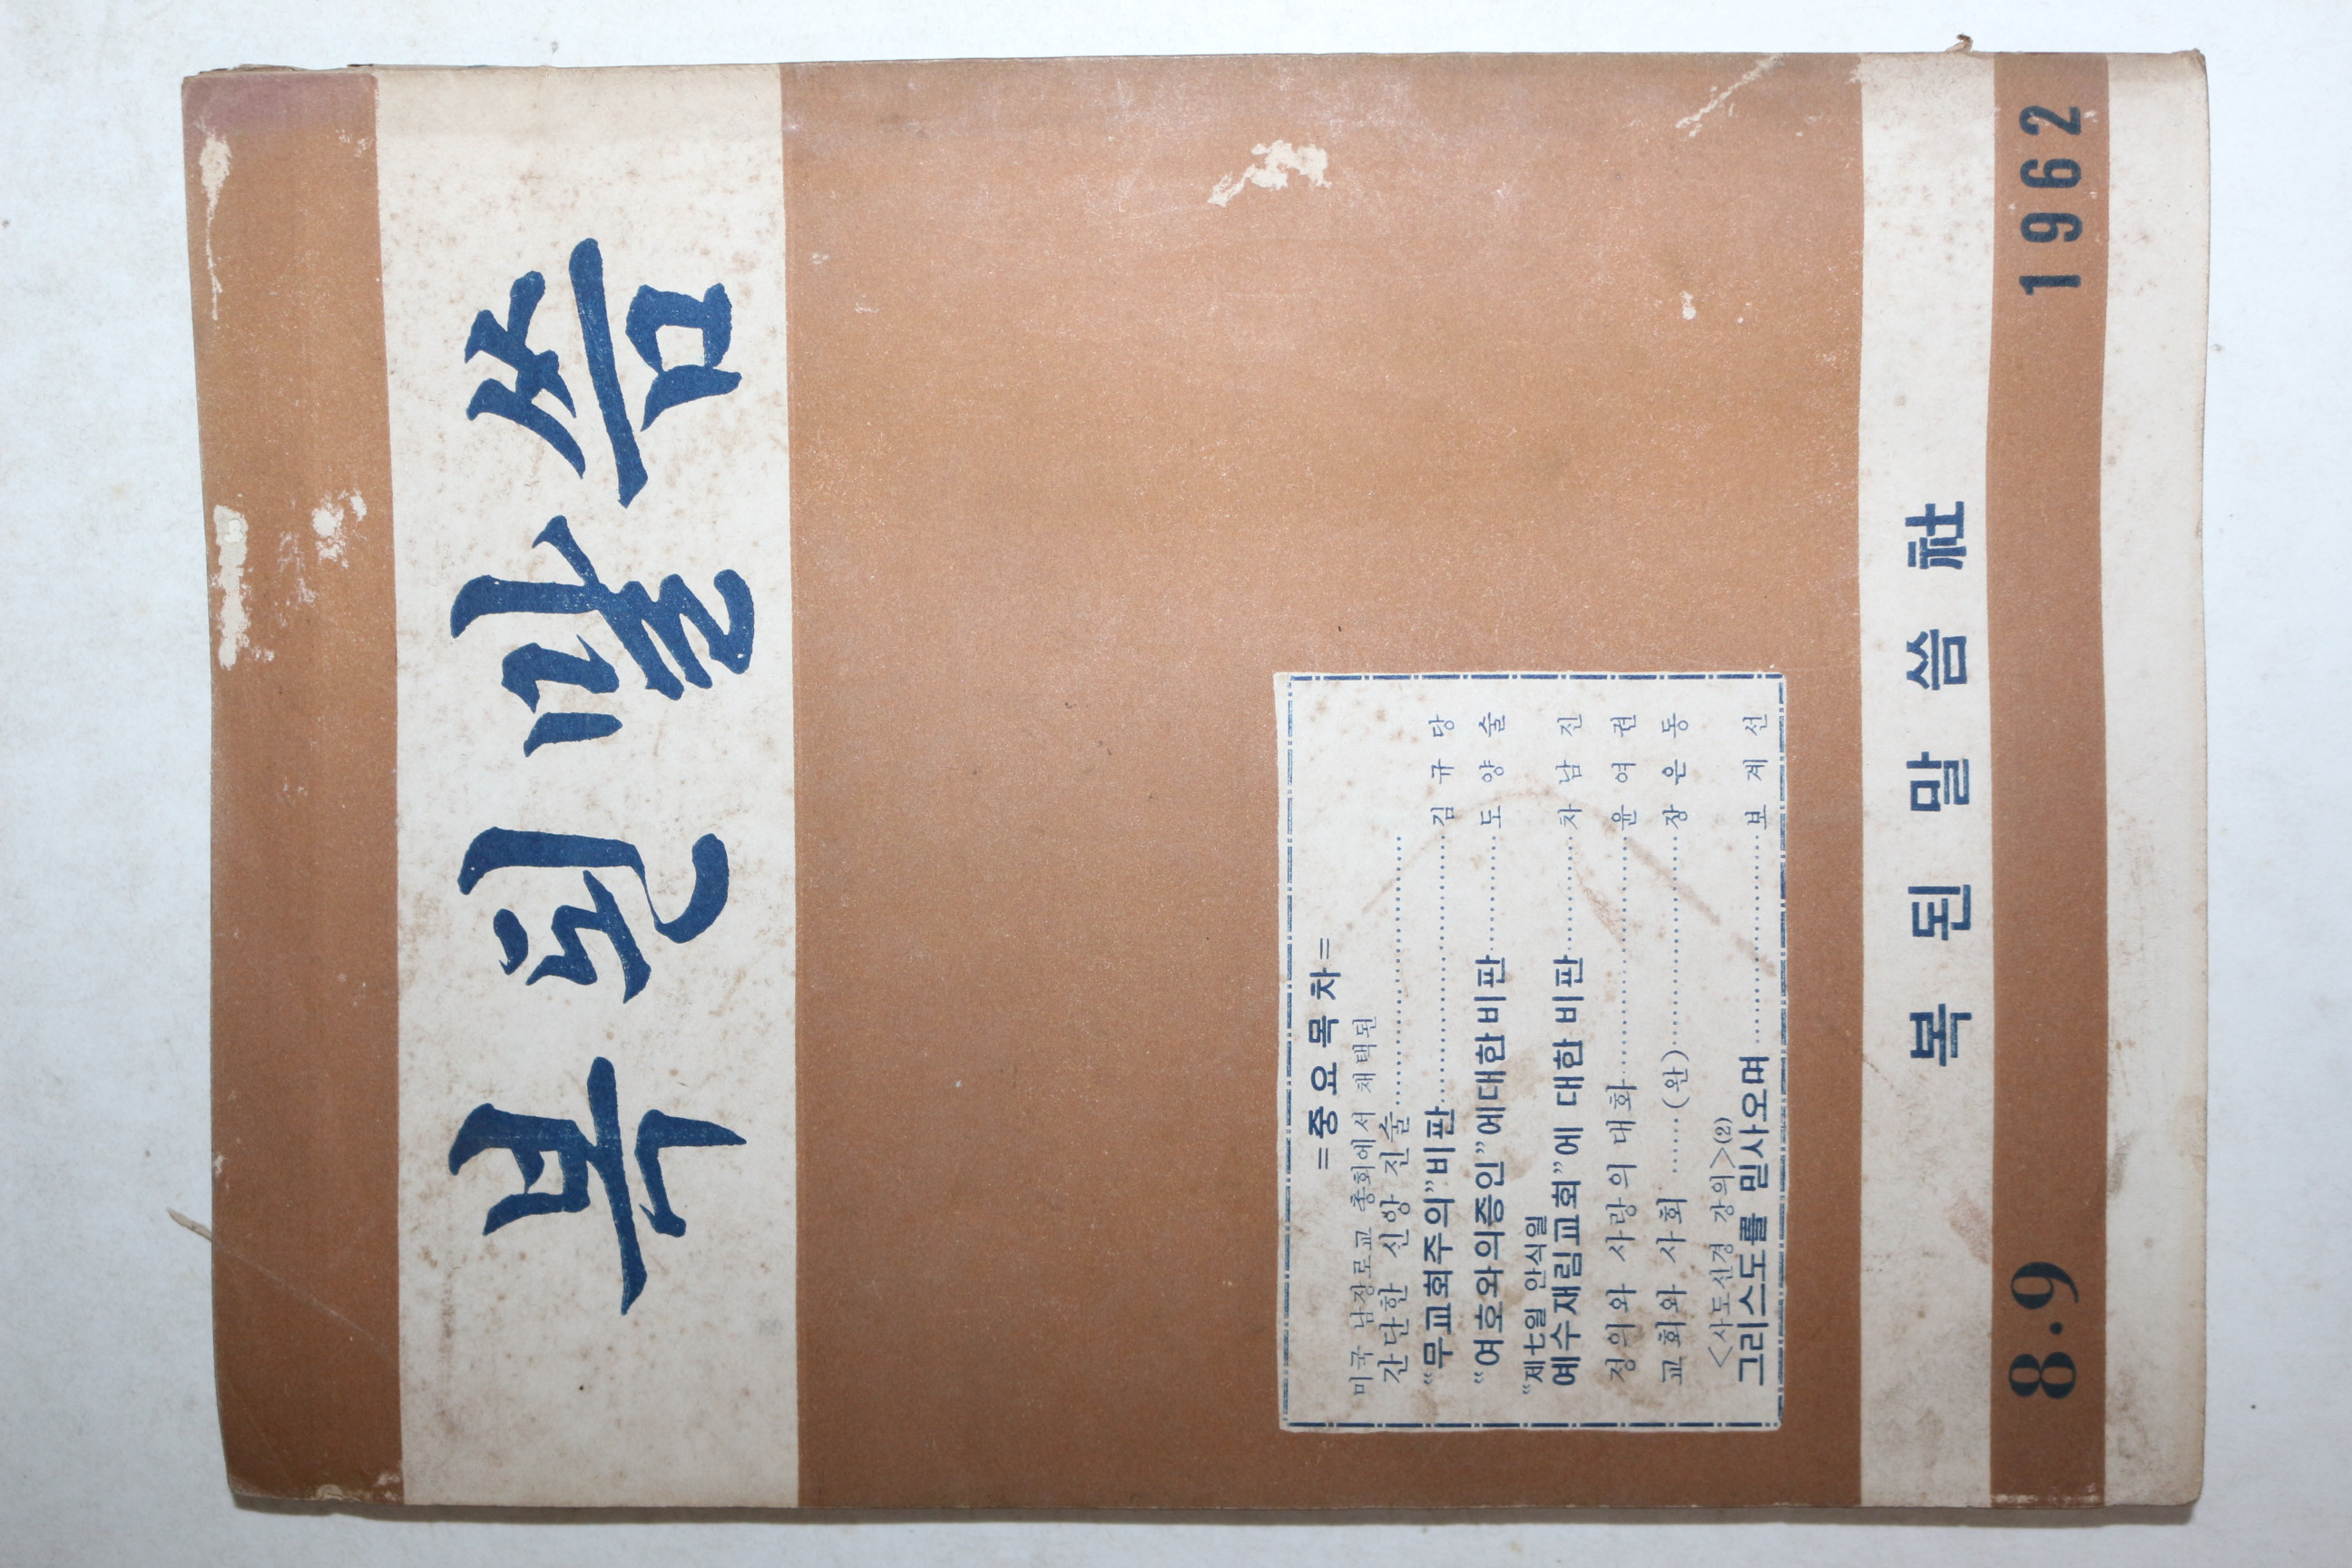 복된말씀
=중요목차=
미국 남장로교 총회에서 채택된
간단한 신앙 진술……………………
“무교회주의”비판……………………김규당
“여호와의증인”에대한비판…………도양술
“제七일 안식일
예수재림교회”에 대한 비판…………차남진
정의와 사랑의 대화……………………윤여권
교회와 사회 ……(완)…………………장은동
<사도신경 강의>(2)
그리스도를 믿사오며…………………보계선
복된말씀社
8.9 1962